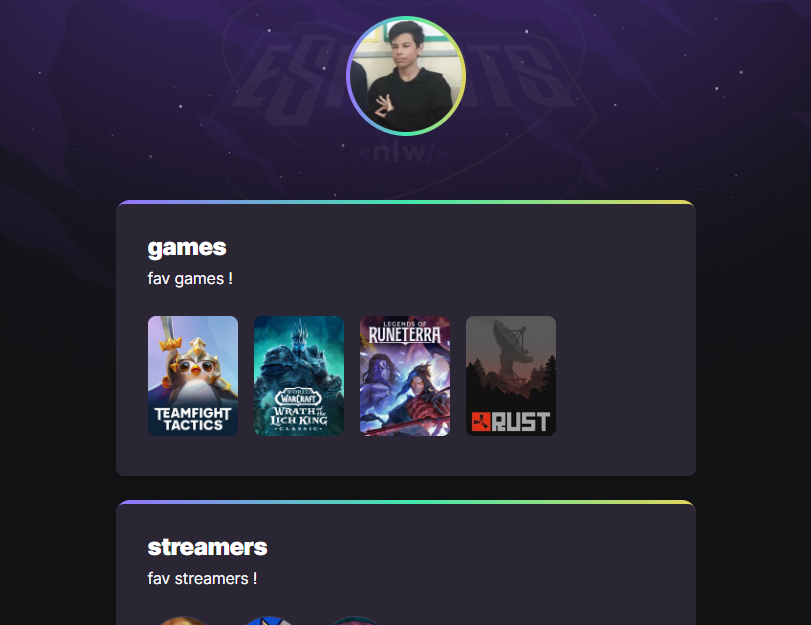 ESPORTS
<nlw/>
games
fav games !
TEAMFIGHT
TACTICS
WORLD
WARCRAFT
WRATH of the
LICH KING
CLASSIC
LEGENDS OF
RUNETERRA
RUST
streamers
fav streamers !